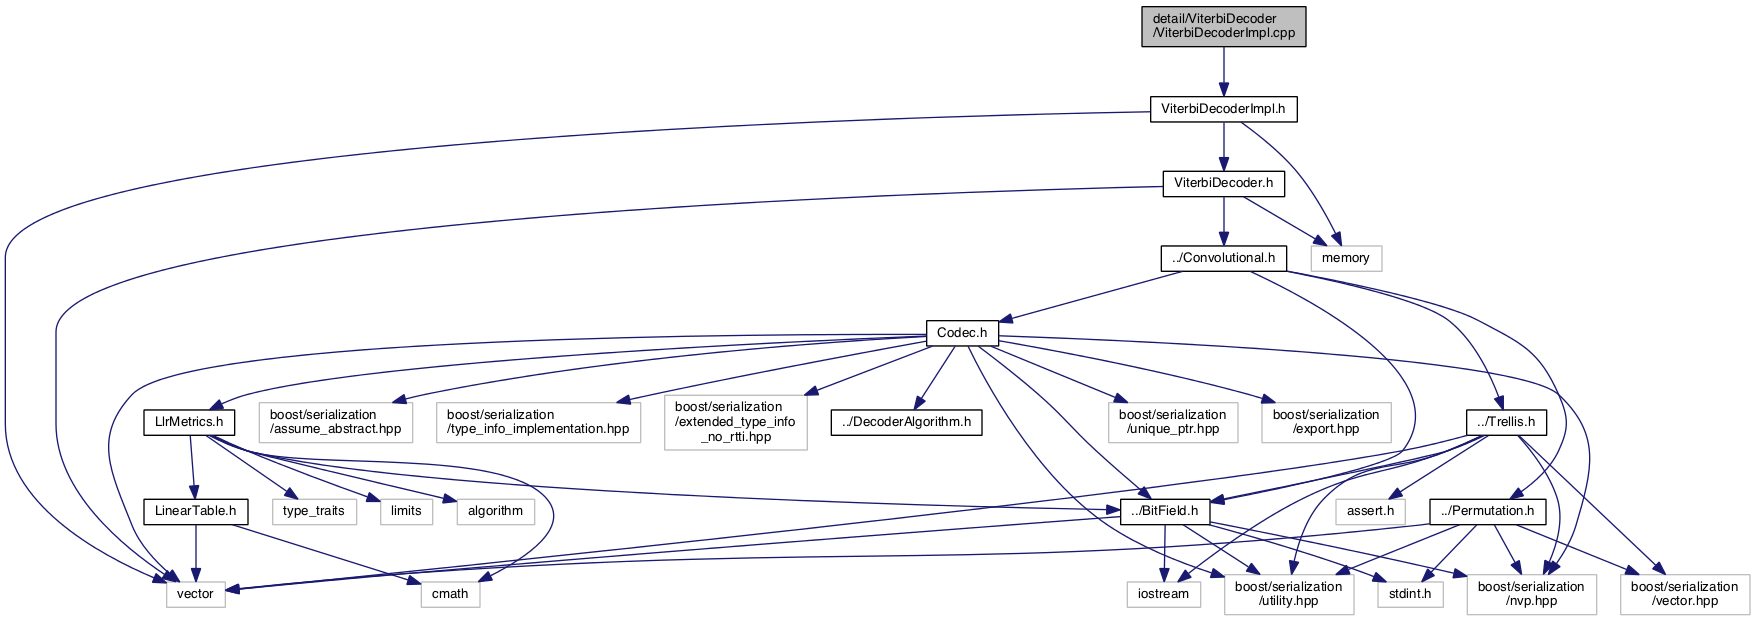 detail/ViterbiDecoder
/ViterbiDecoderImpl.cpp
ViterbiDecoderImpl.h
ViterbiDecoder.h
../Convolutional.h
memory
Codec.h
LlrMetrics.h
boost/serialization
/assume_abstract.hpp
boost/serialization
/type_info_implementation.hpp
boost/serialization
/extended_type_info
_no_rtti.hpp
../DecoderAlgorithm.h
boost/serialization
/unique_ptr.hpp
boost/serialization
/export.hpp
../Trellis.h
LinearTable.h
type_traits
limits
algorithm
../BitField.h
assert.h
../Permutation.h
vector
cmath
iostream
boost/serialization
/utility.hpp
stdint.h
boost/serialization
/nvp.hpp
boost/serialization
/vector.hpp